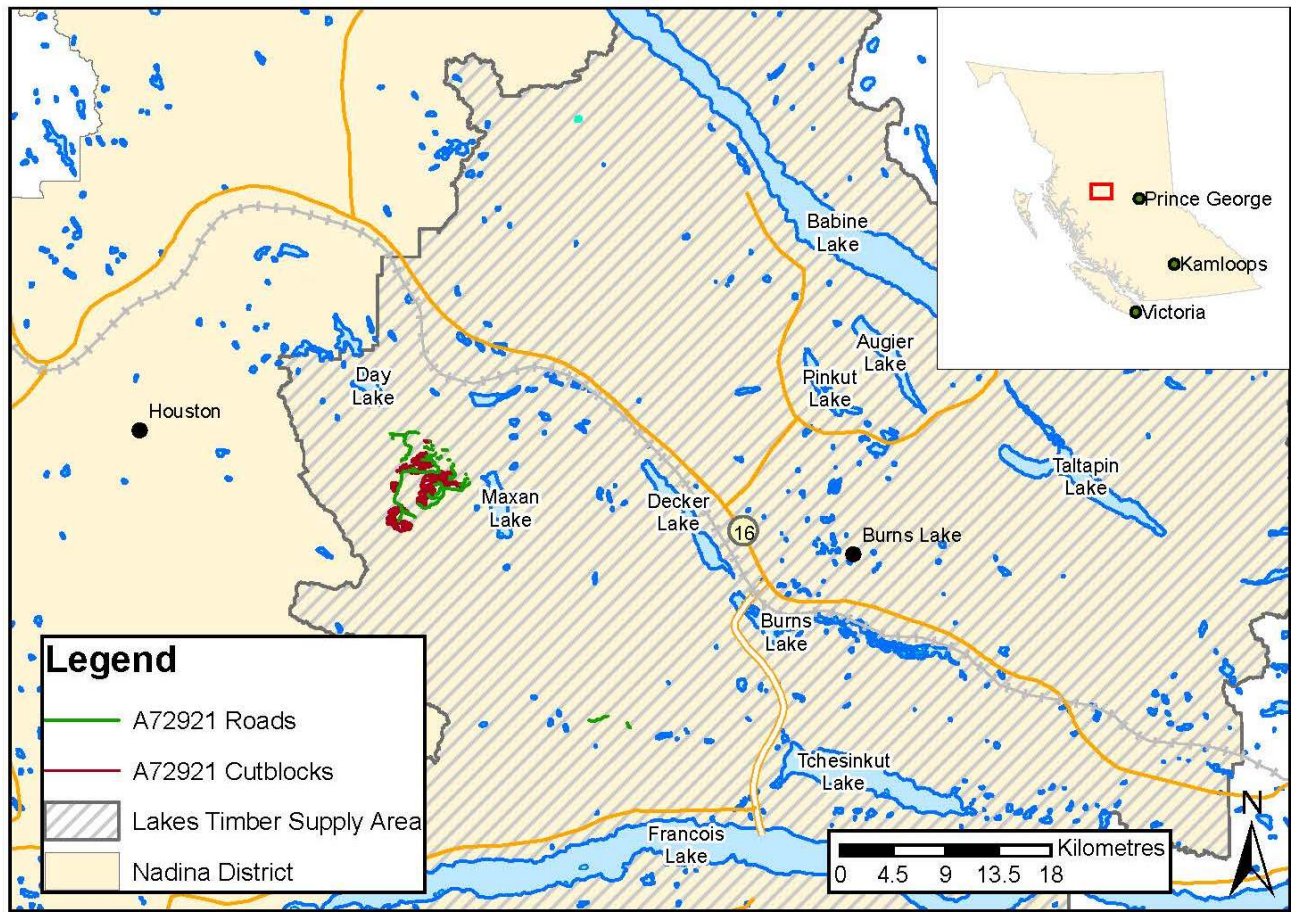 Prince George
Kamloops
Victoria
Babine
Lake
Augier
Lake
Pinkut
Lake
Day
Lake
Houston
Taltapin
Lake
Maxan
Lake
Decker
Lake
16
Burns Lake
Burns
Lake
Tchesinkut
Lake
Francois
Lake
Legend
A72921 Roads
A72921 Cutblocks
Lakes Timber Supply Area
Nadina District
Kilometres
0 4.5 9 13.5 18
N